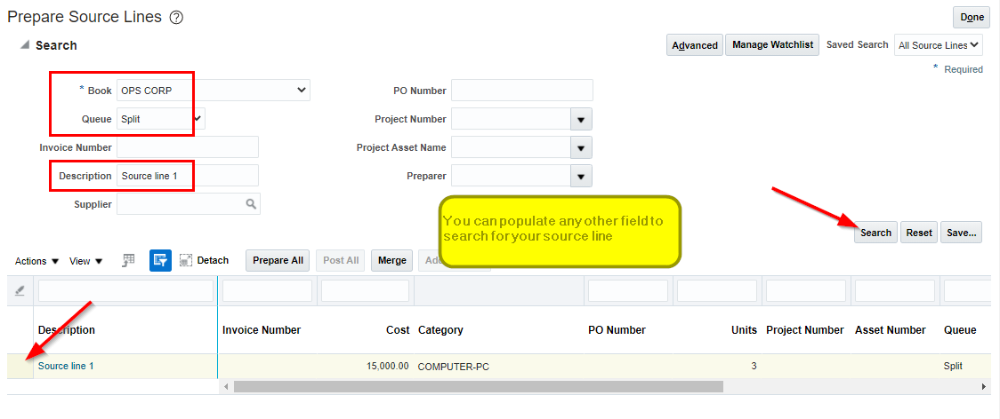 Prepare Source Lines ?
Done
Search
Advanced
Manage Watchlist
Saved Search
All Source Lines
* Required
* Book
OPS CORP
Queue
Split
Invoice Number
Description
Source line 1
Supplier
PO Number
Project Number
Project Asset Name
Preparer
You can populate any other field to
search for your source line
Search
Reset
Save...
Actions
View
Detach
Prepare All
Post All
Merge
Description
Invoice Number
Cost
Category
PO Number
Units
Project Number
Asset Number
Queue
Source line 1
15,000.00
COMPUTER-PC
3
Split